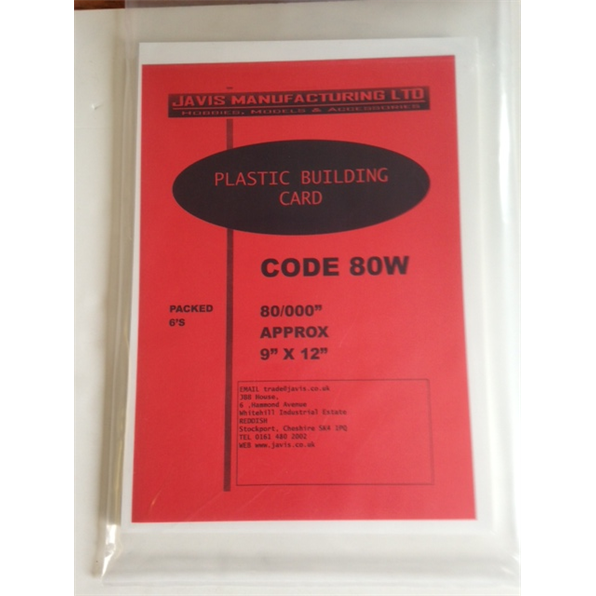 JAVIS MANUFACTURING LTD
HOBBIES, MODELS & ACCESSORIES
PLASTIC BUILDING
CARD
CODE 80W
PACKED
6'S
80/000”
APPROX
9” X 12”
EMAIL trade@javis.co.uk
JBB House,
6 ,Hammond Avenue
Whitehill Industrial Estate
REDDISH
Stockport, Cheshire SK4 1PQ
TEL 0161 480 2002
WEB www.javis.co.uk